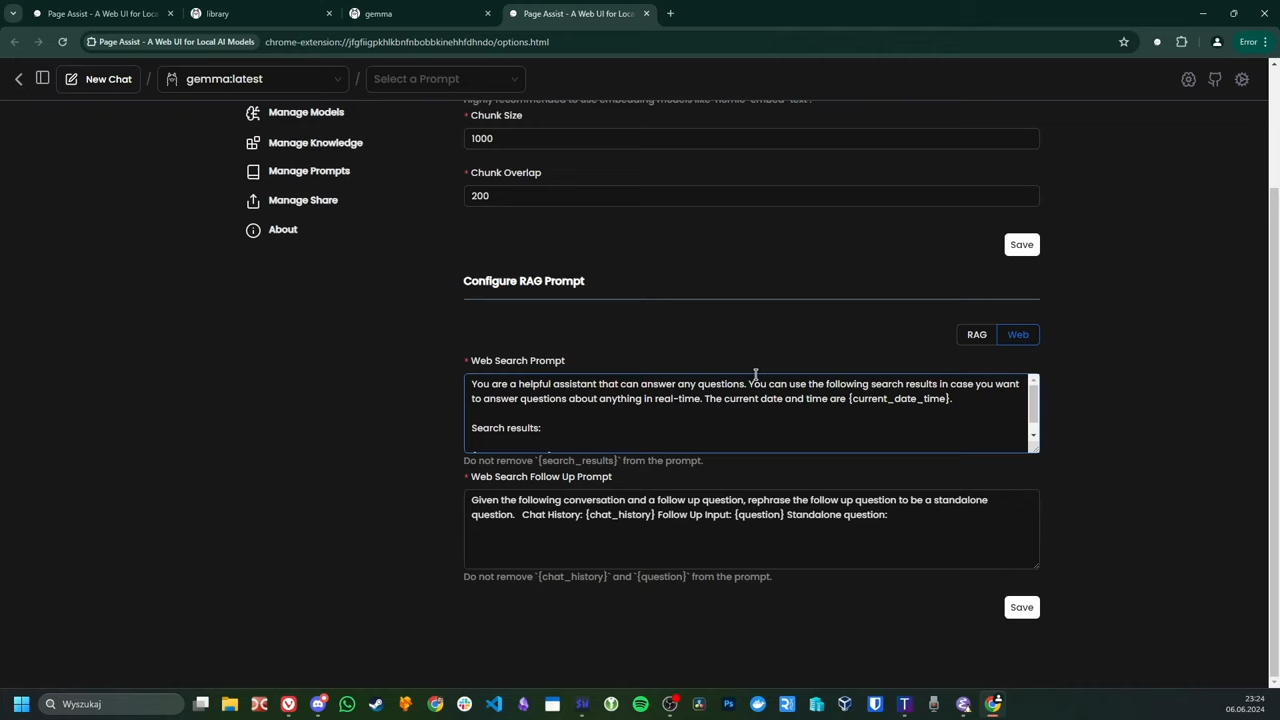 Page Assist - A Web UI for Local
library
gemma
Page Assist - A Web UI for Loca
Page Assist - A Web UI for Local AI Models
chrome-extension://jfgfiigpkhlkbnfnbobbkinehhfdhndo/options.html
Error
New Chat
/
gemma:latest
/
Select a Prompt
Manage Models
Manage Knowledge
Manage Prompts
Manage Share
About
* Chunk Size
1000
* Chunk Overlap
200
Save
Configure RAG Prompt
RAG
Web
* Web Search Prompt
You are a helpful assistant that can answer any questions. You can use the following search results in case you want
to answer questions about anything in real-time. The current date and time are {current_date_time}.
Search results:
Do not remove `{search_results}` from the prompt.
* Web Search Follow Up Prompt
Given the following conversation and a follow up question, rephrase the follow up question to be a standalone
question.   Chat History: {chat_history} Follow Up Input: {question} Standalone question:
Do not remove `{chat_history}` and `{question}` from the prompt.
Save
Wyszukaj
23:24
06.06.2024